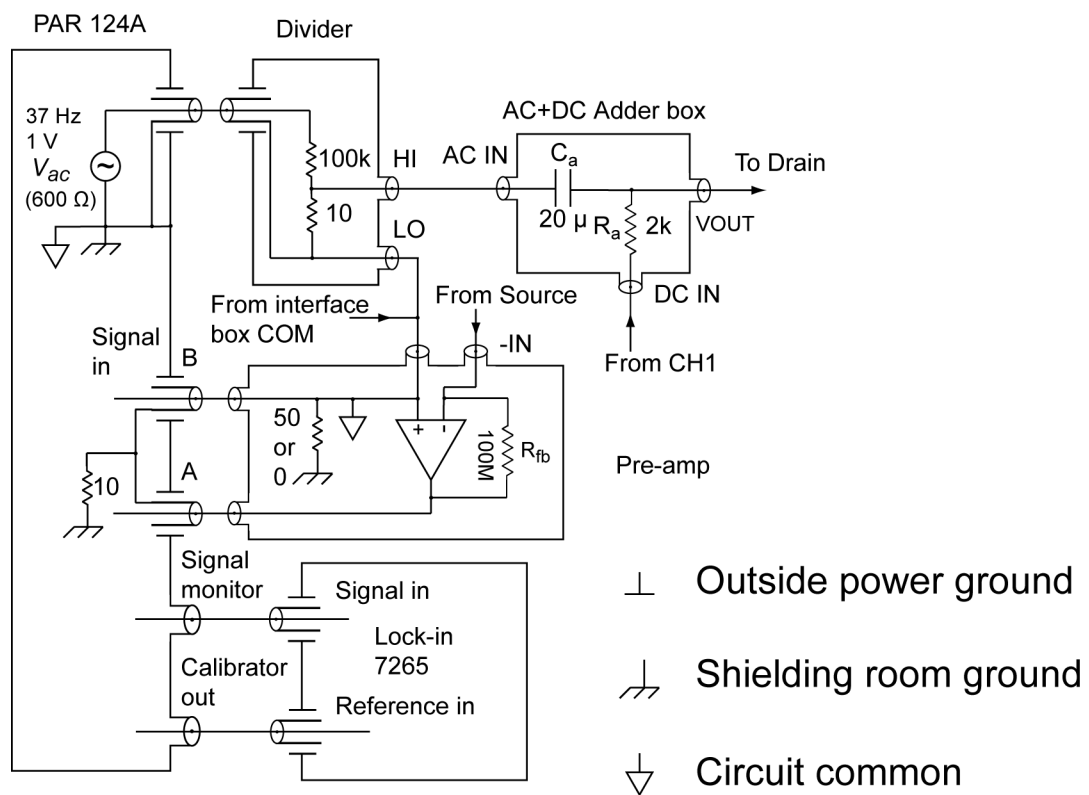 PAR 124A
Divider
37 Hz
1 V
Vac
(600 Ω)
~
100k
10
HI
LO
AC+DC Adder box
AC IN
Ca
20 µ
Ra
2k
To Drain
VOUT
DC IN
From CH1
From interface
box COM
From Source
-IN
Signal
in
B
A
10
50
or
0
+
-
100M
Rfb
Pre-amp
Signal
monitor
Signal in
Lock-in
7265
Calibrator
out
Reference in
Outside power ground
Shielding room ground
Circuit common